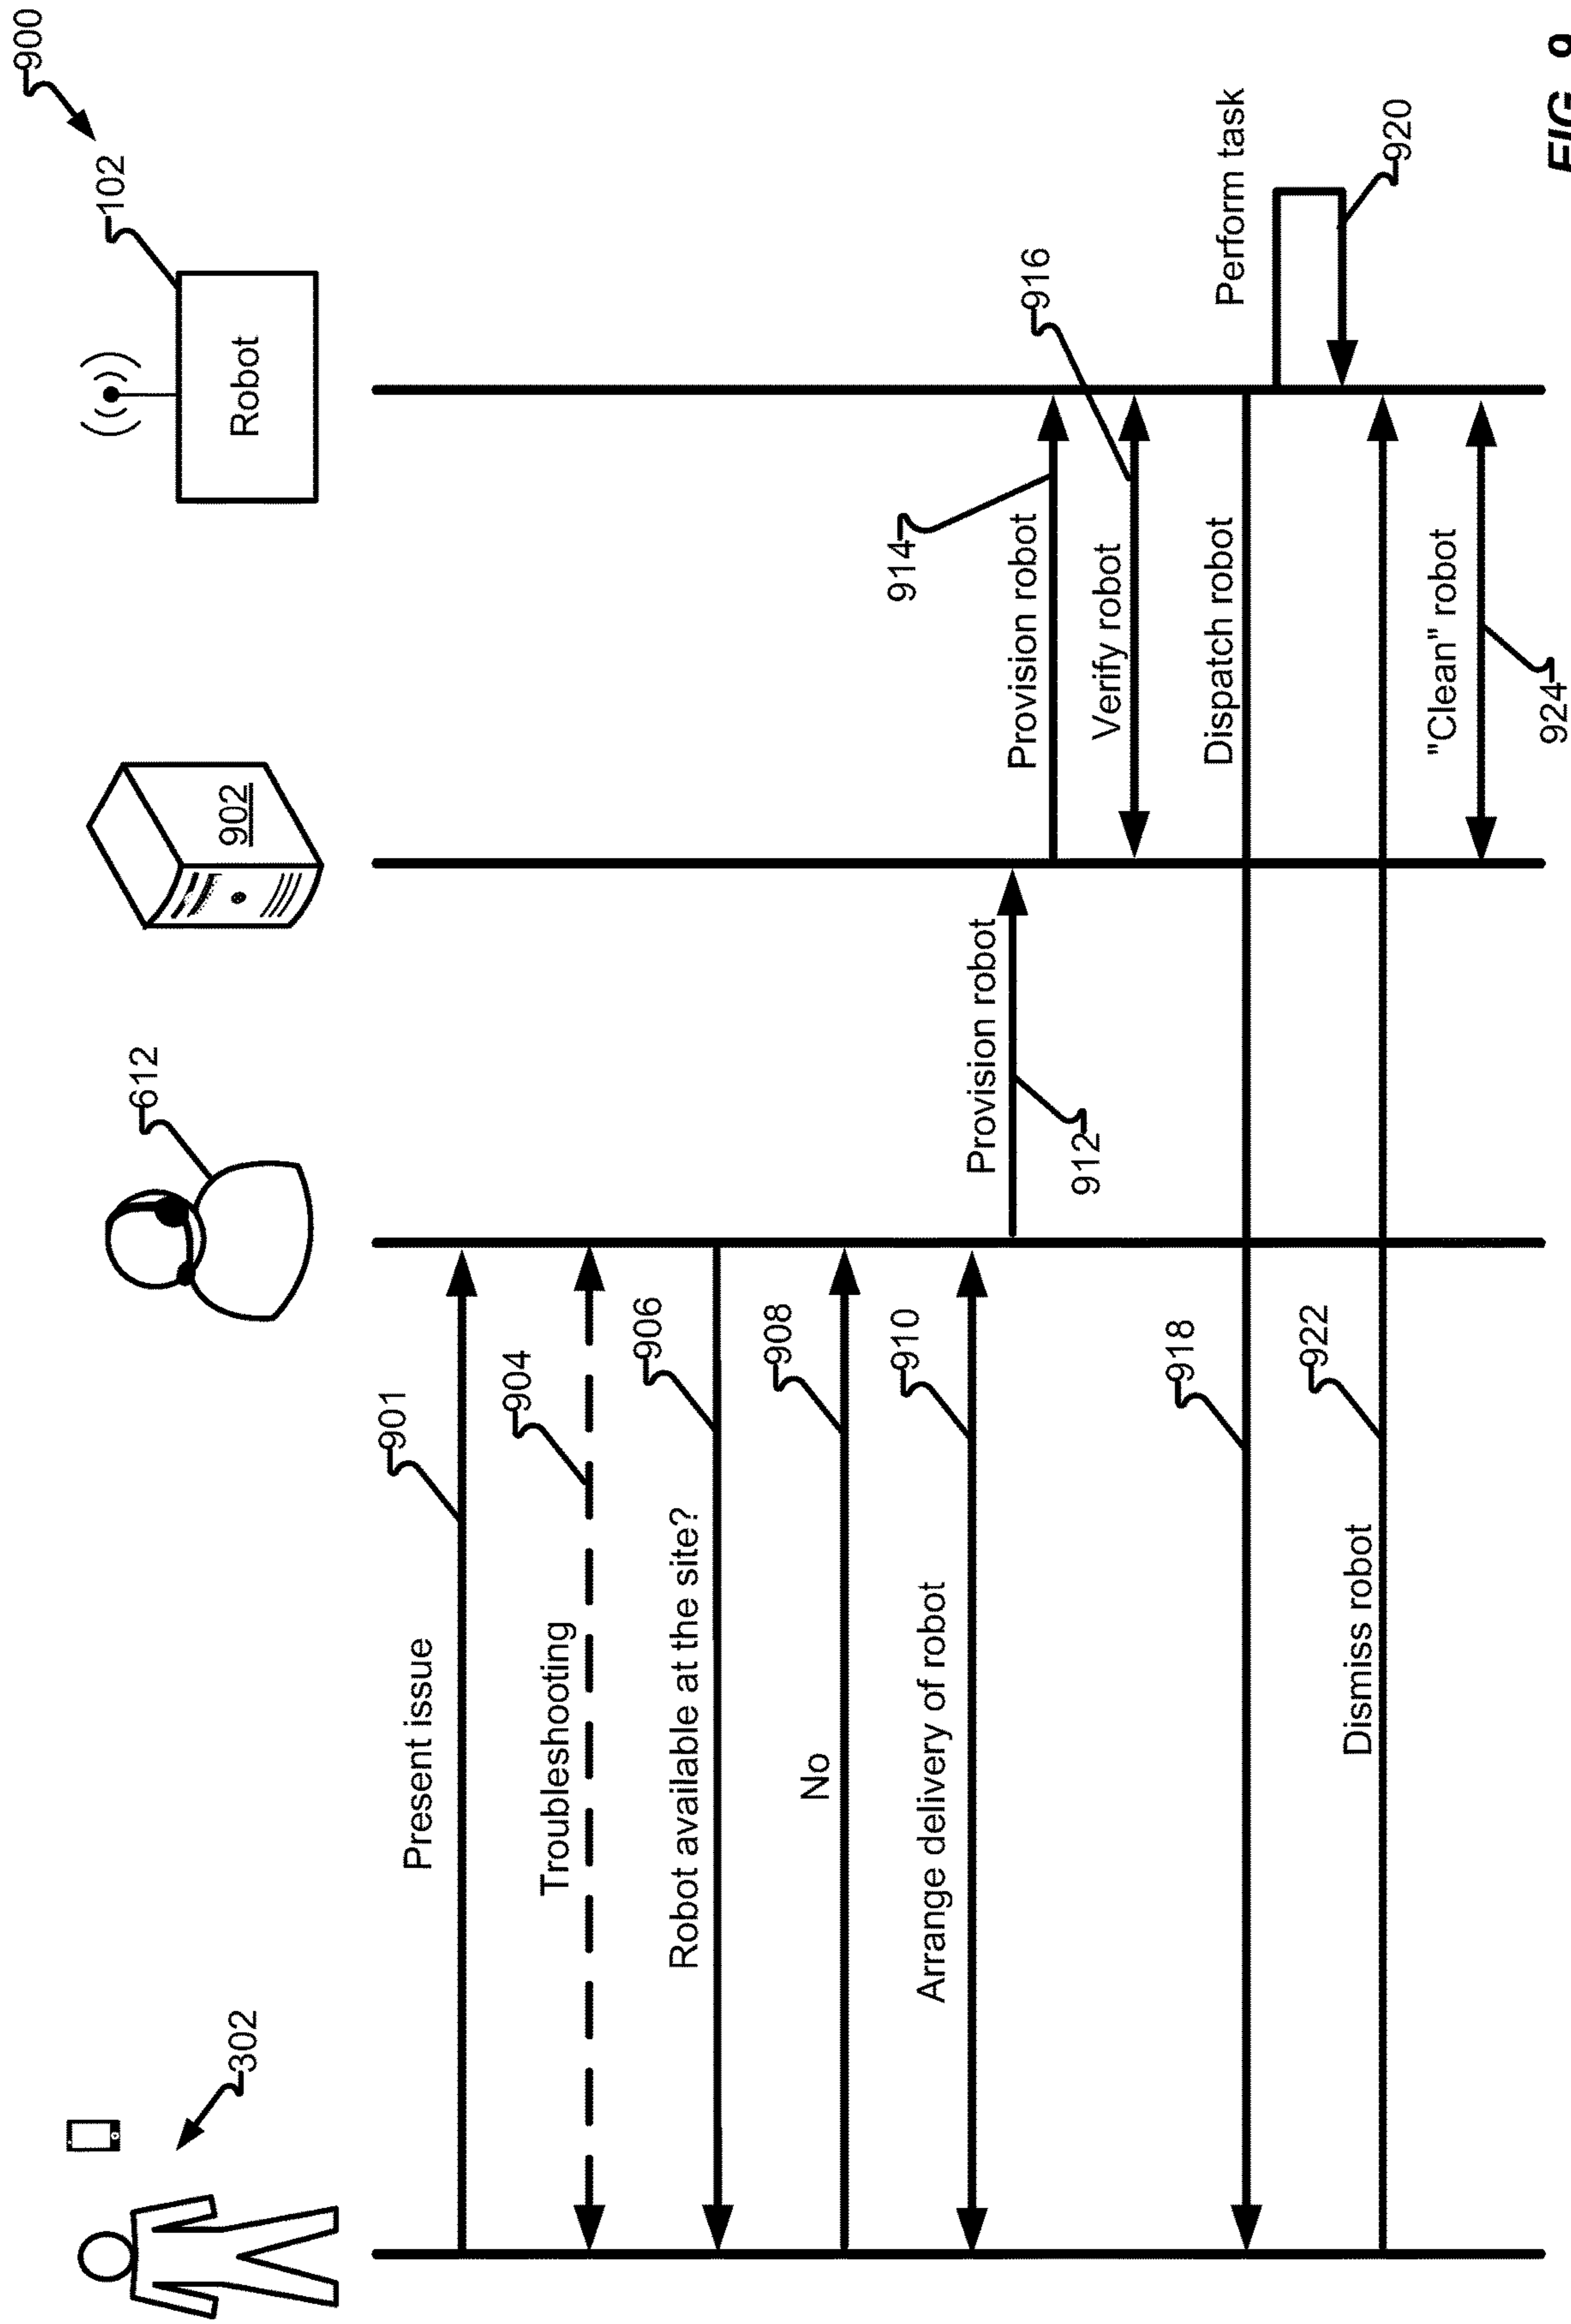 900
302
612
902
102
Robot
Present issue
901
Troubleshooting
904
Robot available at the site?
906
No
908
Arrange delivery of robot
910
Provision robot
912
914
Provision robot
916
Verify robot
Dispatch robot
918
Perform task
920
Dismiss robot
922
"Clean" robot
924
FIG. 9